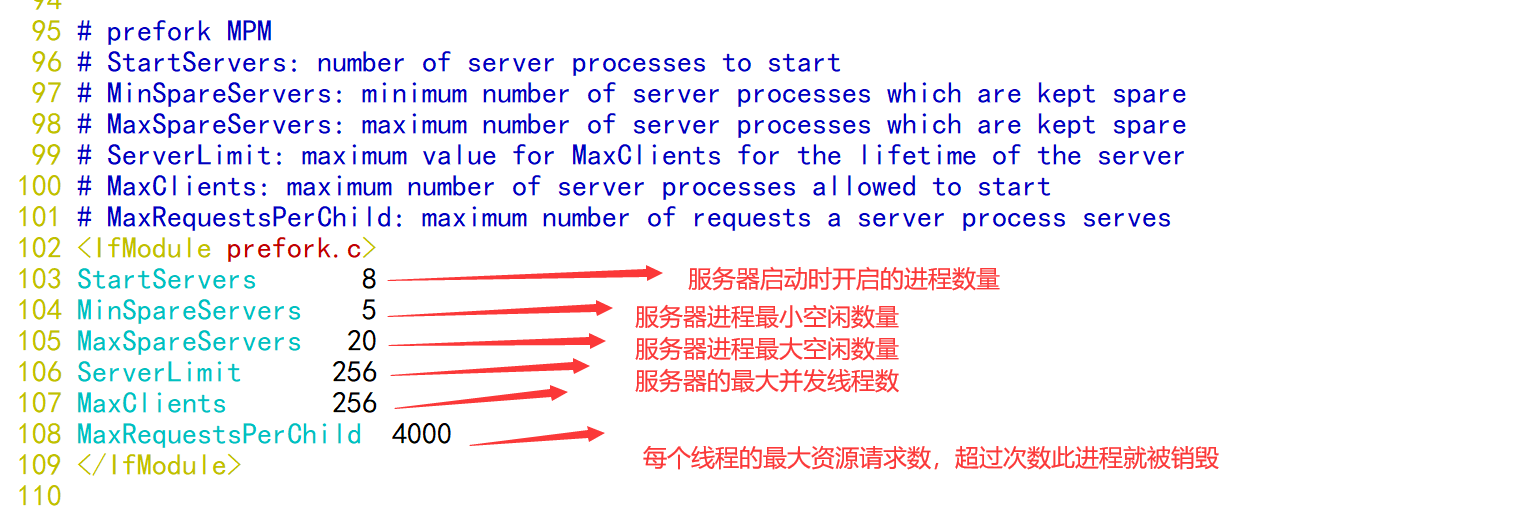 94
95 # prefork MPM
96 # StartServers: number of server processes to start
97 # MinSpareServers: minimum number of server processes which are kept spare
98 # MaxSpareServers: maximum number of server processes which are kept spare
99 # ServerLimit: maximum value for MaxClients for the lifetime of the server
100 # MaxClients: maximum number of server processes allowed to start
101 # MaxRequestsPerChild: maximum number of requests a server process serves
102 <IfModule prefork.c>
103 StartServers 8 服务器启动时开启的进程数量
104 MinSpareServers 5 服务器进程最小空闲数量
105 MaxSpareServers 20 服务器进程最大空闲数量
106 ServerLimit 256 服务器的最大并发线程数
107 MaxClients 256
108 MaxRequestsPerChild 4000 每个线程的最大资源请求数，超过次数此进程就被销毁
109 </IfModule>
110